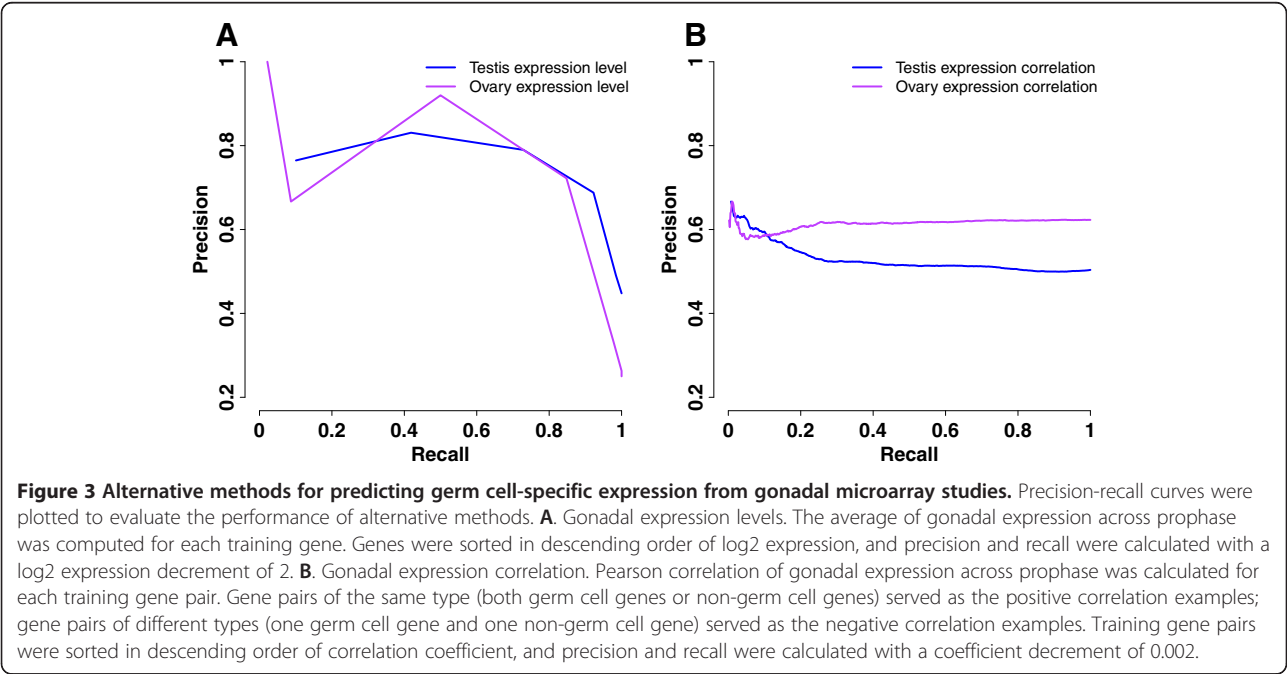 A
B
Testis expression level
Ovary expression level
Testis expression correlation
Ovary expression correlation
Precision
1
0.8
0.6
0.4
0.2
0 0.2 0.4 0.6 0.8 1
Recall
Precision
1
0.8
0.6
0.4
0.2
0 0.2 0.4 0.6 0.8 1
Recall
Figure 3 Alternative methods for predicting germ cell-specific expression from gonadal microarray studies. Precision-recall curves were
plotted to evaluate the performance of alternative methods. A. Gonadal expression levels. The average of gonadal expression across prophase
was computed for each training gene. Genes were sorted in descending order of log2 expression, and precision and recall were calculated with a
log2 expression decrement of 2. B. Gonadal expression correlation. Pearson correlation of gonadal expression across prophase was calculated for
each training gene pair. Gene pairs of the same type (both germ cell genes or non-germ cell genes) served as the positive correlation examples;
gene pairs of different types (one germ cell gene and one non-germ cell gene) served as the negative correlation examples. Training gene pairs
were sorted in descending order of correlation coefficient, and precision and recall were calculated with a coefficient decrement of 0.002.